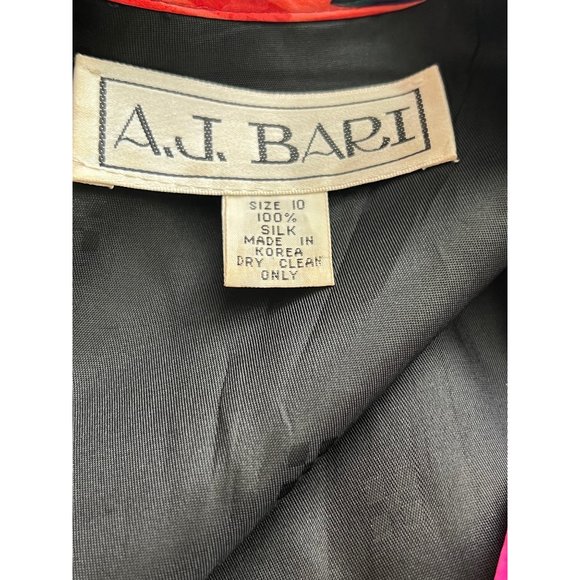 A.J. BARI
SIZE 10
100%
SILK
MADE IN
KOREA
DRY CLEAN
ONLY